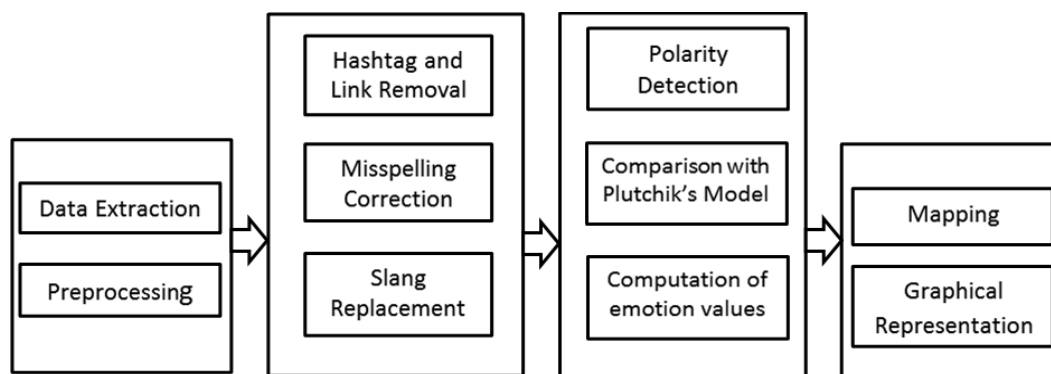 Data Extraction
Preprocessing
Hashtag and
Link Removal
Misspelling
Correction
Slang
Replacement
Polarity
Detection
Comparison with
Plutchik's Model
Computation of
emotion values
Mapping
Graphical
Representation